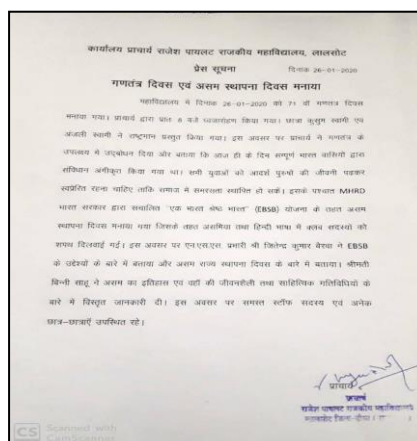 कार्यालय प्राचार्य राजेश पायलट राजकीय महाविद्यालय, लालसोट
प्रेस सूचना दिनांक 26-01-2020
गणतंत्र दिवस एवं असम स्थापना दिवस मनाया
महाविद्यालय में दिनांक 26-01-2020 को 71 वाँ गणतंत्र दिवस
मनाया गया। प्राचार्य द्वारा प्रातः 8 बजे ध्वजारोहण किया गया। छात्रा कुसुम स्वामी एवं
अंजली स्वामी ने राष्ट्रगान प्रस्तुत किया गया। इस अवसर पर प्राचार्य ने गणतंत्र के
उपलक्ष्य में उद्बोधन दिया और बताया कि आज ही के दिन सम्पूर्ण भारत वासियों द्वारा
संविधान अंगीकृत किया गया था। सभी युवाओं को आदर्श पुरुषों की जीवनी पढ़कर
स्वप्रेरित रहना चाहिए ताकि समाज में समरसता स्थापित हो सकें। इसके पश्चात MHRD
भारत सरकार द्वारा संचालित "एक भारत श्रेष्ठ भारत" (EBSB) योजना के तहत असम
स्थापना दिवस मनाया गया जिसके तहत असमिया तथा हिन्दी भाषा में क्लब सदस्यों को
शपथ दिलवाई गई। इस अवसर पर एन.एस.एस. प्रभारी श्री जितेन्द्र कुमार बैरवा ने EBSB
के उद्देश्यों के बारे में बताया और असम राज्य स्थापना दिवस के बारे में बताया। श्रीमती
बिन्नी साहू ने असम का इतिहास एवं वहाँ की जीवनशैली तथा साहित्यिक गतिविधियों के
बारे में विस्तृत जानकारी दी। इस अवसर पर समस्त स्टॉफ सदस्य एवं अनेक
छात्र-छात्राएँ उपस्थित रहे।
प्राचार्य
प्राचार्य
राजेश पायलट राजकीय महाविद्यालय
CS Scanned with
CamScanner